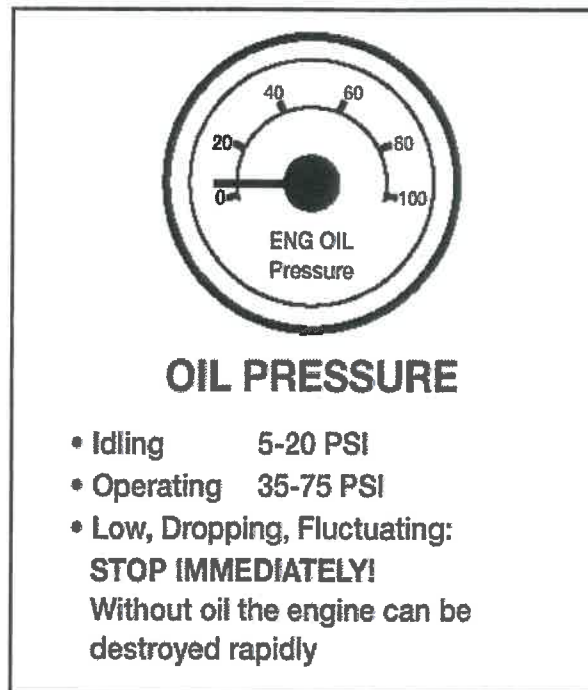 40 60
20 80
0 100
ENG OIL
Pressure
OIL PRESSURE
• Idling 5-20 PSI
• Operating 35-75 PSI
• Low, Dropping, Fluctuating:
STOP IMMEDIATELY!
Without oil the engine can be
destroyed rapidly